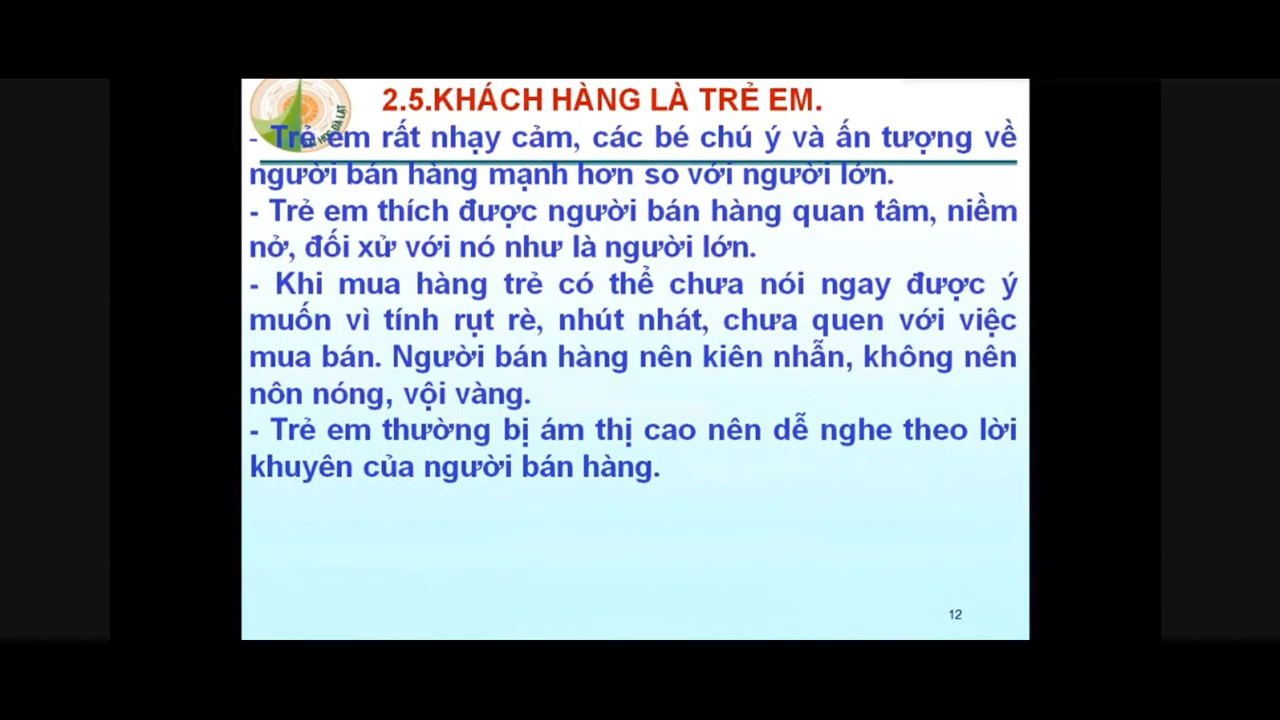 2.5.KHÁCH HÀNG LÀ TRẺ EM.
- Trẻ em rất nhạy cảm, các bé chú ý và ấn tượng về
người bán hàng mạnh hơn so với người lớn.
- Trẻ em thích được người bán hàng quan tâm, niềm
nở, đối xử với nó như là người lớn.
- Khi mua hàng trẻ có thể chưa nói ngay được ý
muốn vì tính rụt rè, nhút nhát, chưa quen với việc
mua bán. Người bán hàng nên kiên nhẫn, không nên
nôn nóng, vội vàng.
- Trẻ em thường bị ám thị cao nên dễ nghe theo lời
khuyên của người bán hàng.
12